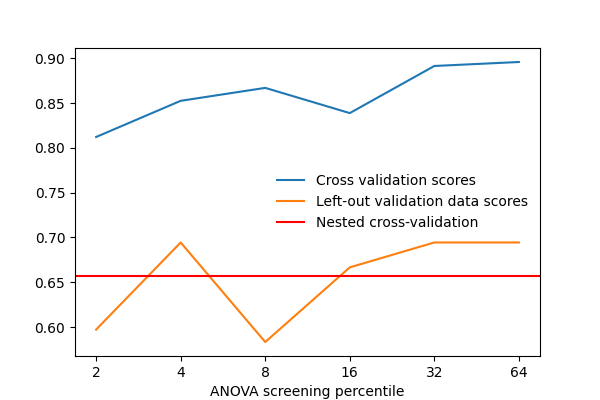 0.90
0.85
0.80
0.75
0.70
0.65
0.60
Cross validation scores
Left-out validation data scores
Nested cross-validation
2 4 8 16 32 64
ANOVA screening percentile